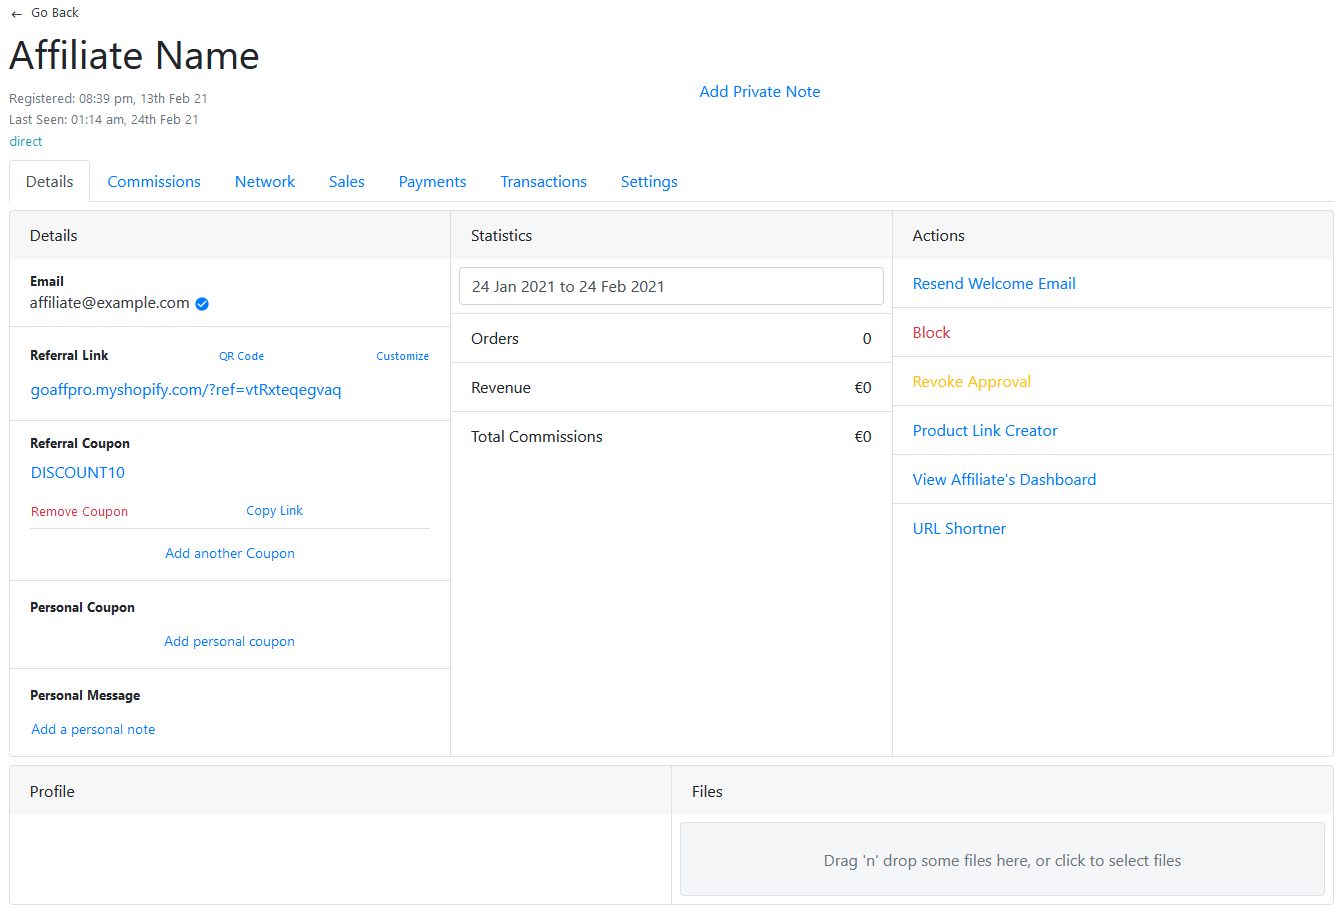 ← Go Back
Affiliate Name
Registered: 08:39 pm, 13th Feb 21
Last Seen: 01:14 am, 24th Feb 21
direct
Add Private Note
Details Commissions Network Sales Payments Transactions Settings
Details
Email
affiliate@example.com
Referral Link QR Code Customize
goaffpro.myshopify.com/?ref=vtRxteqegvaq
Referral Coupon
DISCOUNT10
Remove Coupon Copy Link
Add another Coupon
Personal Coupon
Add personal coupon
Personal Message
Add a personal note
Statistics
24 Jan 2021 to 24 Feb 2021
Orders 0
Revenue €0
Total Commissions €0
Actions
Resend Welcome Email
Block
Revoke Approval
Product Link Creator
View Affiliate's Dashboard
URL Shortner
Profile
Files
Drag 'n' drop some files here, or click to select files